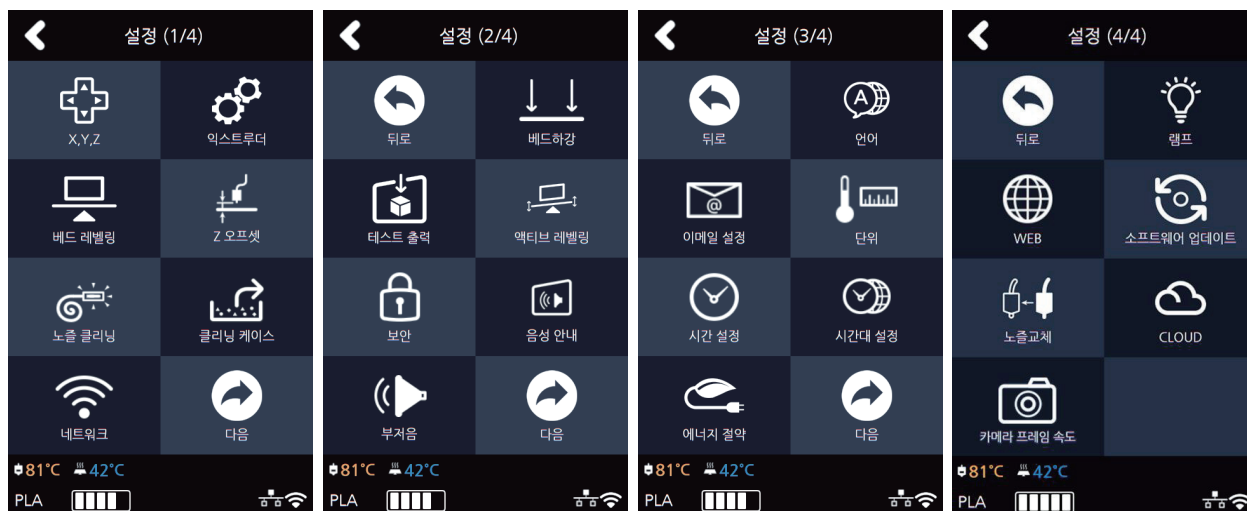 설정 (1/4)
X,Y,Z
익스트루더
베드 레벨링
Z 오프셋
노즐 클리닝
클리닝 케이스
네트워크
다음
81°C 42°C
PLA
설정 (2/4)
뒤로
베드하강
테스트 출력
액티브 레벨링
보안
음성 안내
부저음
다음
81°C 42°C
PLA
설정 (3/4)
뒤로
A
언어
@
이메일 설정
단위
시간 설정
시간대 설정
에너지 절약
다음
81°C 42°C
PLA
설정 (4/4)
뒤로
램프
WEB
소프트웨어 업데이트
노즐교체
CLOUD
카메라 프레임 속도
81°C 42°C
PLA